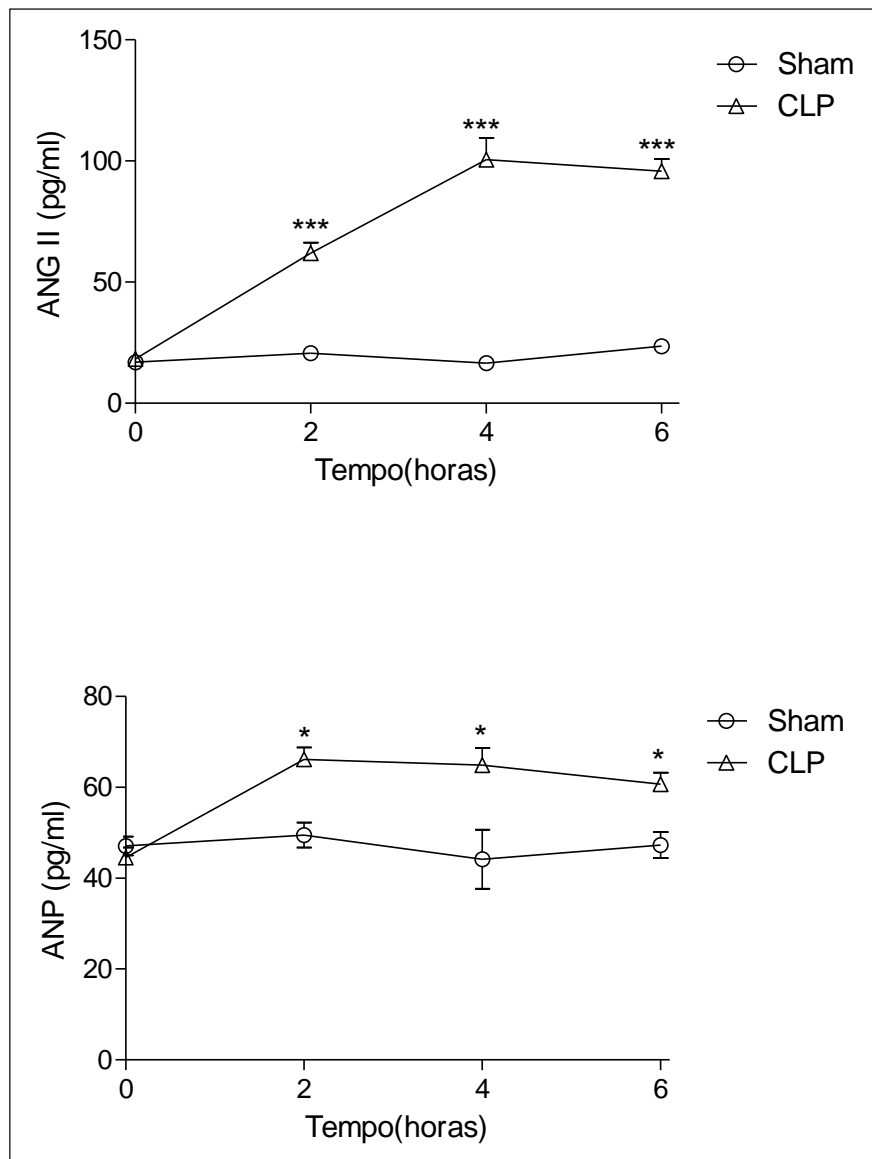 150
100
50
0
ANG II (pg/ml)
***
***
***
Sham
CLP
0 2 4 6
Tempo(horas)
80
60
40
20
0
ANP (pg/ml)
*
*
*
Sham
CLP
0 2 4 6
Tempo(horas)